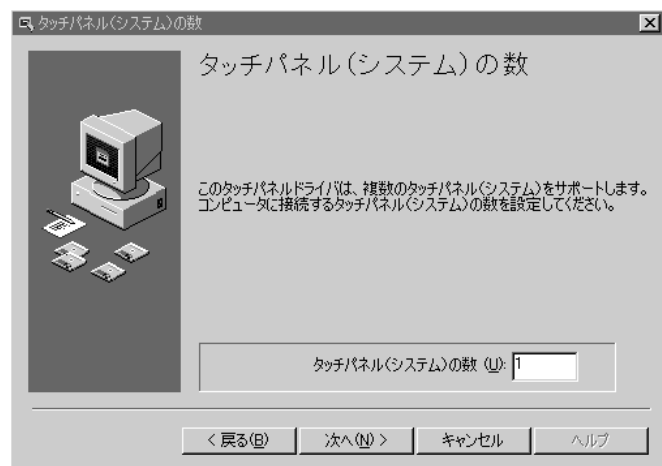 タッチパネル(システム)の数
タッチパネル(システム)の数
このタッチパネルドライバは、複数のタッチパネル(システム)をサポートします。
コンピュータに接続するタッチパネル(システム)の数を設定してください。
タッチパネル(システム)の数 (U): 1
< 戻る(B) 次へ(N) > キャンセル ヘルプ